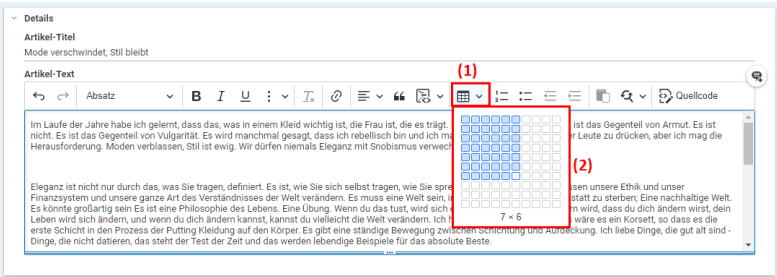 Details
Artikel-Titel
Mode verschwindet, Stil bleibt
(1)
Artikel-Text
Absatz B I U Quellcode
Im Laufe der Jahre habe ich gelernt, dass das, was in einem Kleid wichtig ist, die Frau ist, die es trägt. ist das Gegenteil von Armut. Es ist
nicht. Es ist das Gegenteil von Vulgarität. Es wird manchmal gesagt, dass ich rebellisch bin und ich Leute zu drücken, aber ich mag die
Herausforderung. Moden verblassen, Stil ist ewig. Wir dürfen niemals Eleganz mit Snobismus
(2)
Eleganz ist nicht nur durch das, was Sie tragen, definiert. Es ist, wie Sie sich selbst tragen, wie Sie unsere Ethik und unser
Finanzsystem und unsere ganze Art des Verständnisses der Welt verändern. Es muss eine Welt sein, statt zu sterben; Eine nachhaltige Welt.
Es könnte großartig sein Es ist eine Philosophie des Lebens. Eine Übung. Wenn du das tust, wird sich wird, dass du dich ändern wirst, dein
7 × 6
Leben wird sich ändern, und wenn du dich ändern kannst, kannst du vielleicht die Welt verändern. Ich wäre es ein Korsett, so dass es die
erste Schicht in den Prozess der Putting Kleidung auf den Körper. Es gibt eine ständige Bewegung zwischen Schichtung und Aufdeckung. Ich liebe Dinge, die gut alt sind -
Dinge, die nicht datieren, das steht der Test der Zeit und das werden lebendige Beispiele für das absolute Beste.